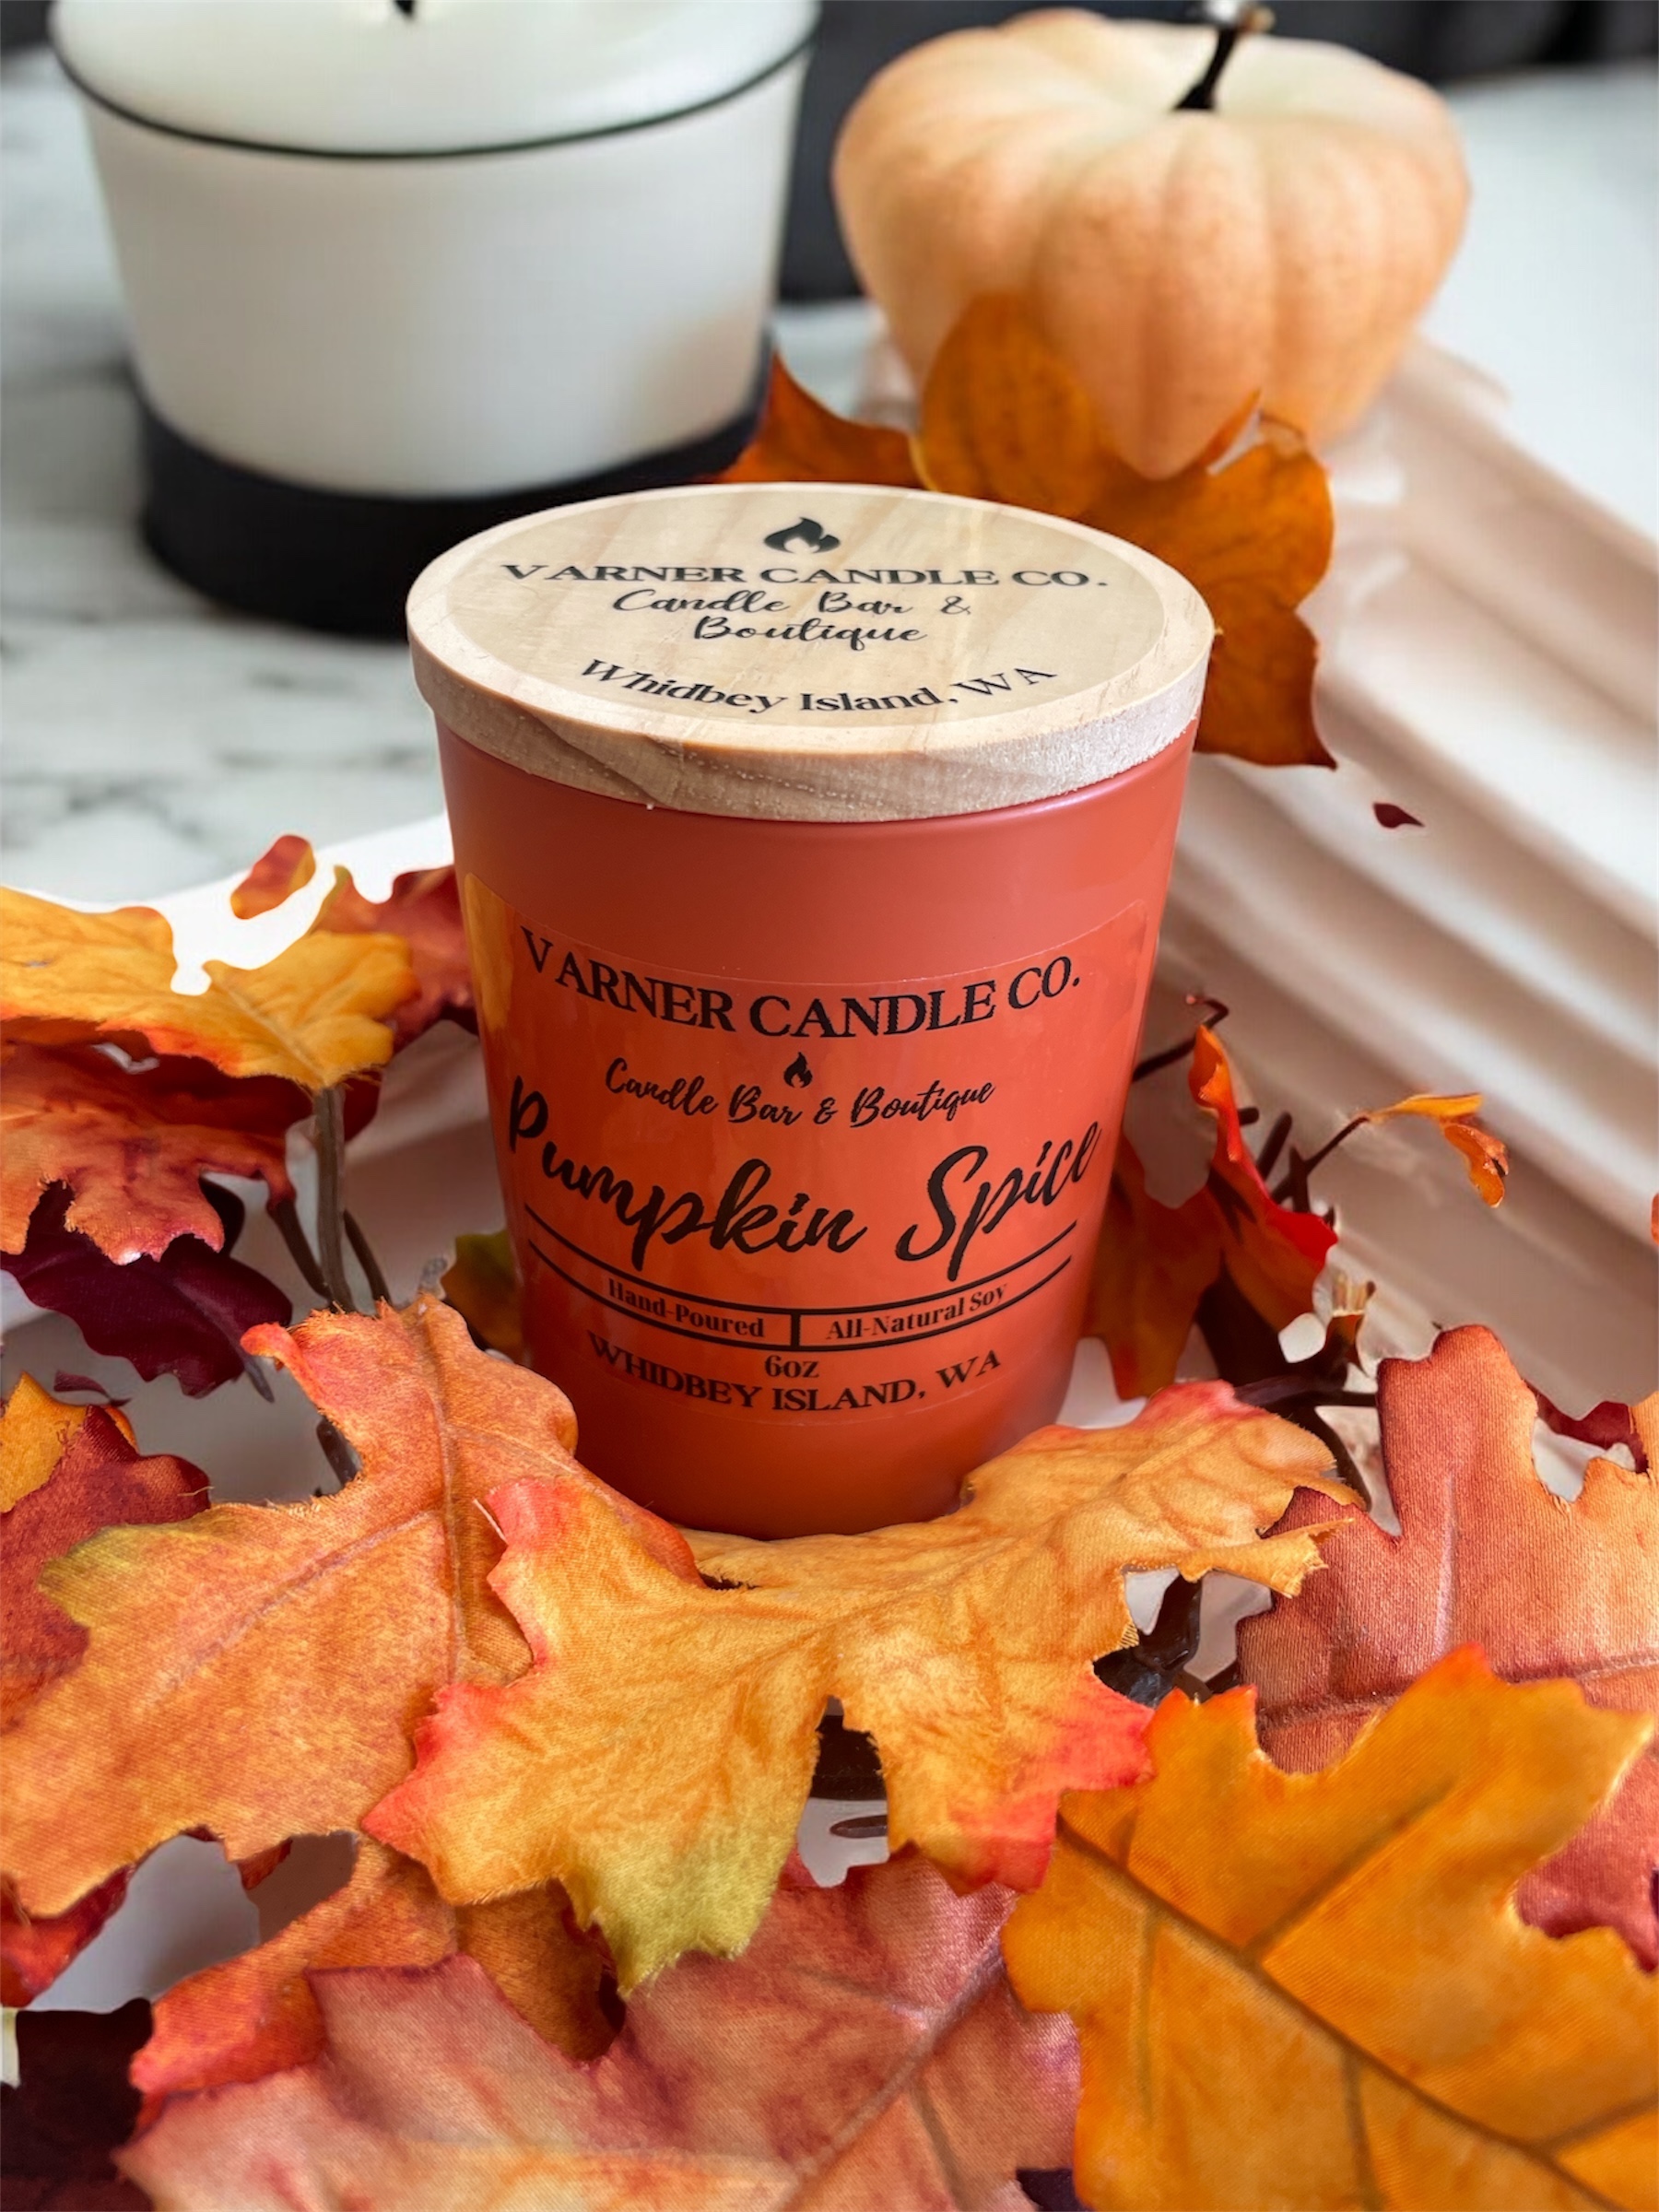 VARNER CANDLE CO.
Candle Bar &
Boutique
Whidbey Island, WA
VARNER CANDLE CO.
Candle Bar & Boutique
Pumpkin Spice
Hand-Poured All-Natural Soy
6oz
WHIDBEY ISLAND, WA